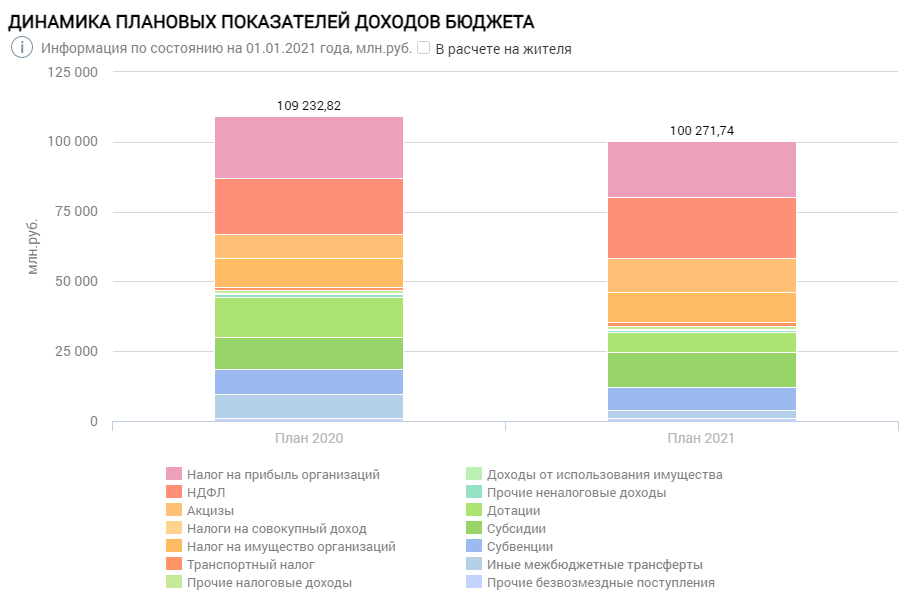 ДИНАМИКА ПЛАНОВЫХ ПОКАЗАТЕЛЕЙ ДОХОДОВ БЮДЖЕТА
i Информация по состоянию на 01.01.2021 года, млн.руб. В расчете на жителя
125 000
109 232,82
100 271,74
100 000
75 000
млн.руб.
50 000
25 000
0
План 2020 План 2021
Налог на прибыль организаций Доходы от использования имущества
НДФЛ Прочие неналоговые доходы
Акцизы Дотации
Налоги на совокупный доход Субсидии
Налог на имущество организаций Субвенции
Транспортный налог Иные межбюджетные трансферты
Прочие налоговые доходы Прочие безвозмездные поступления